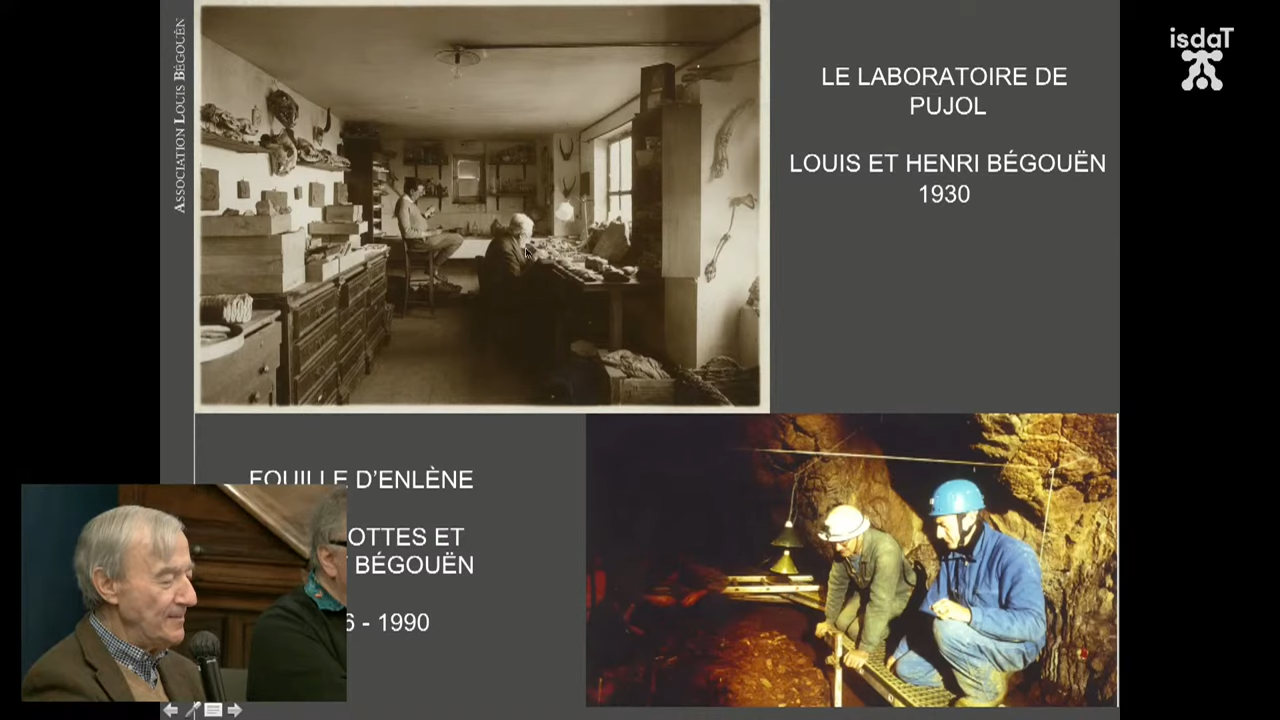 isdaT
ASSOCIATION LOUIS BÉGOUËN
LE LABORATOIRE DE
PUJOL
LOUIS ET HENRI BÉGOUËN
1930
FOUILLE D'ENLÈNE
OTTES ET
BÉGOUËN
6 - 1990